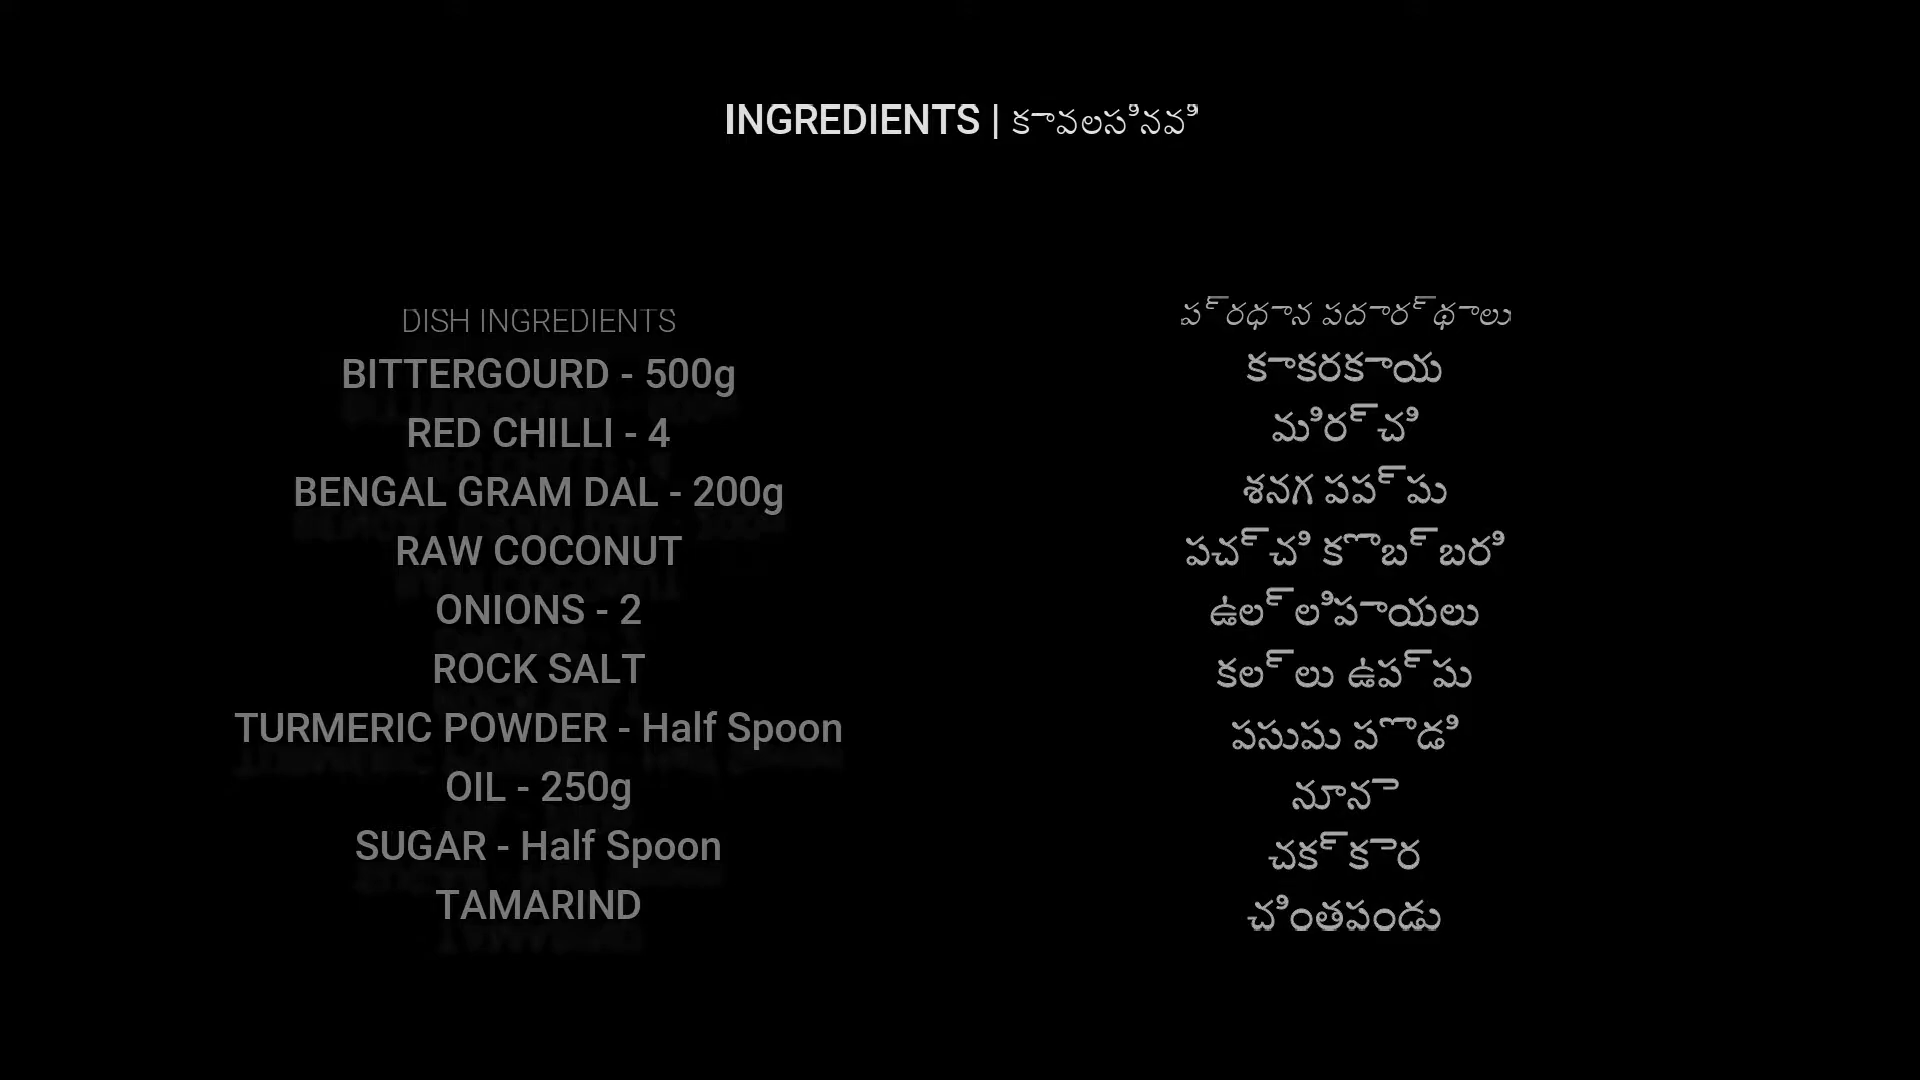 INGREDIENTS | కావలసినవి
DISH INGREDIENTS
BITTERGOURD - 500g
RED CHILLI - 4
BENGAL GRAM DAL - 200g
RAW COCONUT
ONIONS - 2
ROCK SALT
TURMERIC POWDER - Half Spoon
OIL - 250g
SUGAR - Half Spoon
TAMARIND
ప్రధాన పదార్థాలు
కాకరకాయ
మిర్చి
శనగ పప్పు
పచ్చి కొబ్బరి
ఉల్లిపాయలు
కల్లు ఉప్పు
పసుపు పొడి
నూనె
చక్కెర
చింతపండు